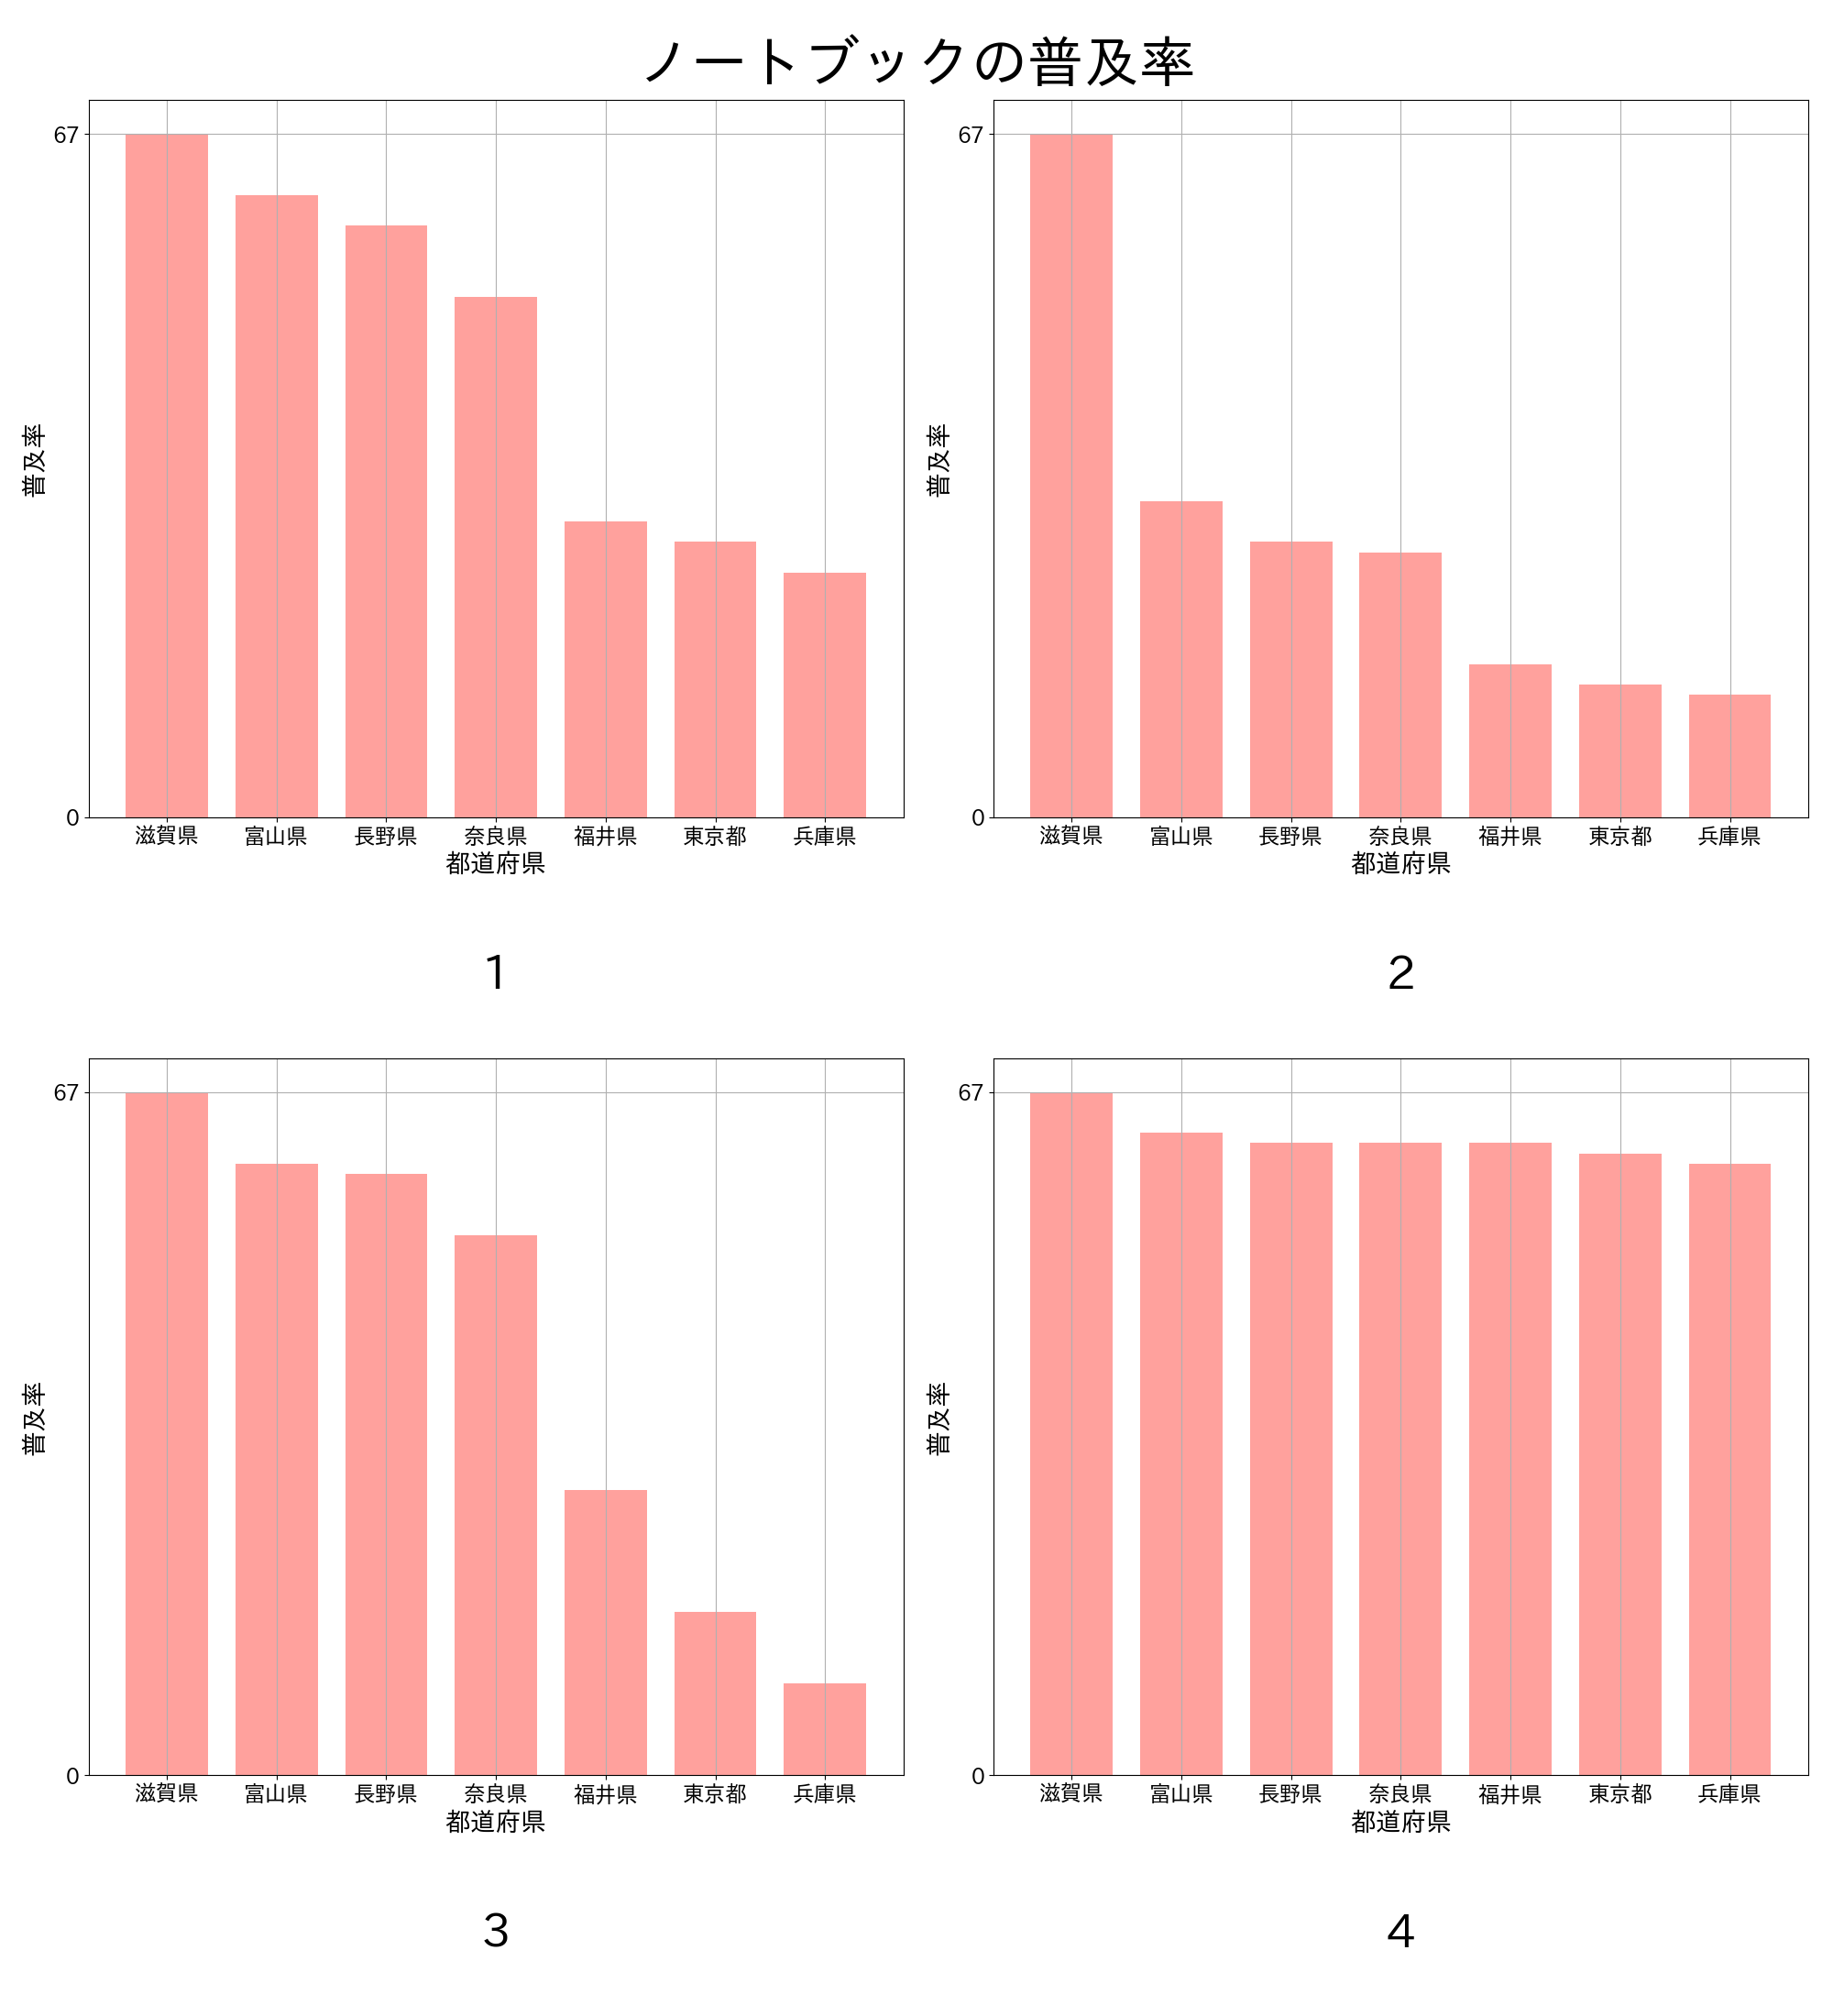 ノートブックの普及率
67
0
普及率
滋賀県 富山県 長野県 奈良県 福井県 東京都 兵庫県
都道府県
1
67
0
普及率
滋賀県 富山県 長野県 奈良県 福井県 東京都 兵庫県
都道府県
2
67
0
普及率
滋賀県 富山県 長野県 奈良県 福井県 東京都 兵庫県
都道府県
3
67
0
普及率
滋賀県 富山県 長野県 奈良県 福井県 東京都 兵庫県
都道府県
4